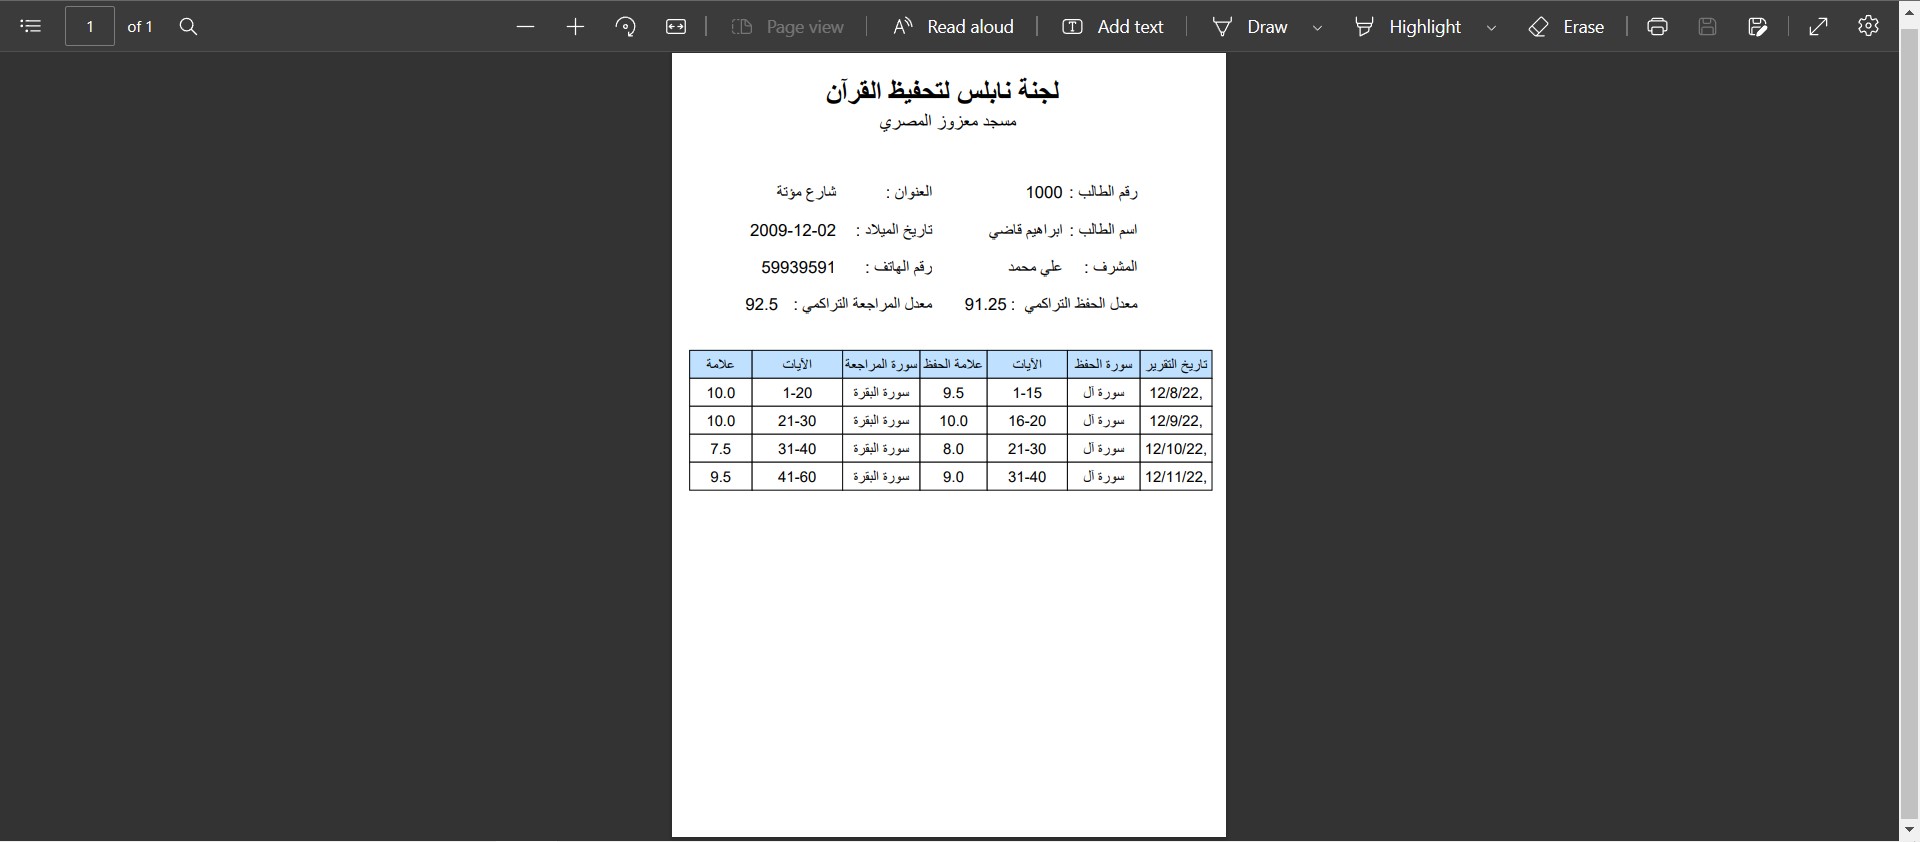 1 of 1 Page view Read aloud Add text Draw Highlight Erase
لجنة نابلس لتحفيظ القرآن
مسجد معزوز المصري
رقم الطالب : 1000 العنوان : شارع مؤتة
اسم الطالب : ابراهيم قاضي تاريخ الميلاد : 2009-12-02
المشرف : علي محمد رقم الهاتف : 59939591
معدل الحفظ التراكمي : 91.25 معدل المراجعة التراكمي : 92.5
تاريخ التقرير سورة الحفظ الآيات علامة الحفظ سورة المراجعة الآيات علامة
12/8/22, سورة آل 1-15 9.5 سورة البقرة 1-20 10.0
12/9/22, سورة آل 16-20 10.0 سورة البقرة 21-30 10.0
12/10/22, سورة آل 21-30 8.0 سورة البقرة 31-40 7.5
12/11/22, سورة آل 31-40 9.0 سورة البقرة 41-60 9.5